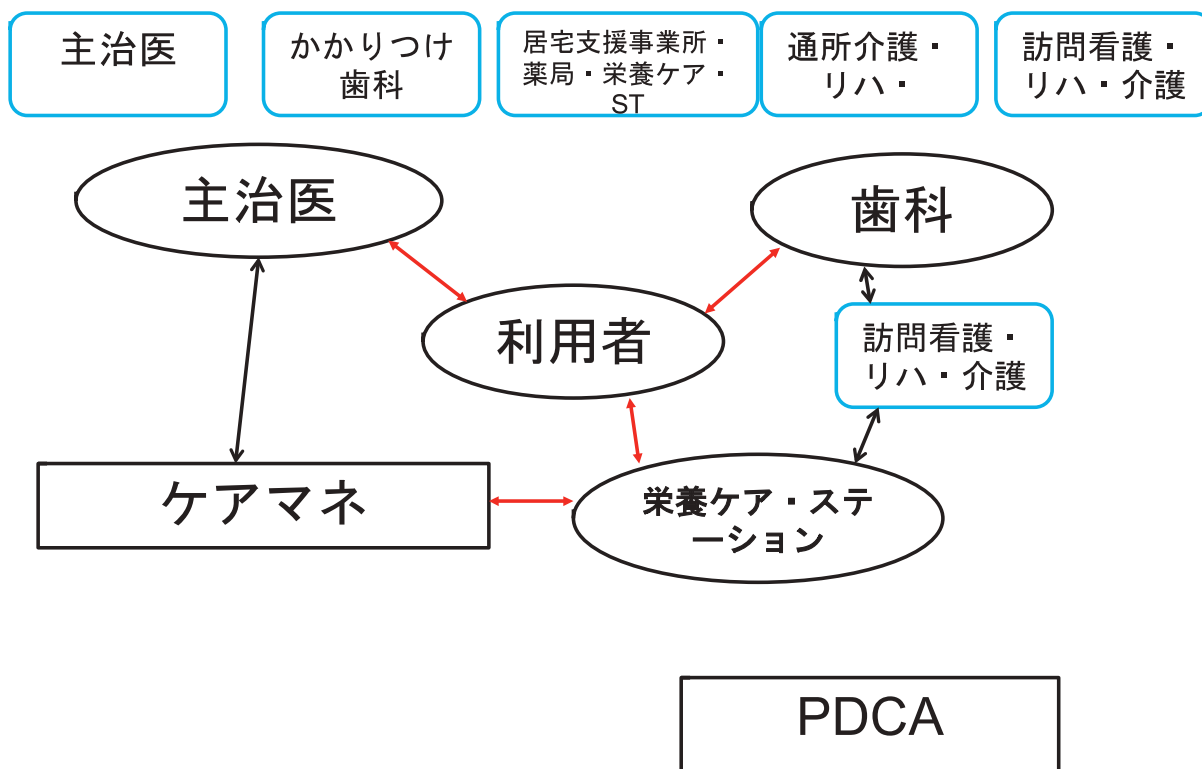 主治医
かかりつけ
歯科
居宅支援事業所・
薬局・栄養ケア・
ST
通所介護・
リハ・
訪問看護・
リハ・介護
主治医
歯科
利用者
訪問看護・
リハ・介護
ケアマネ
栄養ケア・ステ
ーション
PDCA